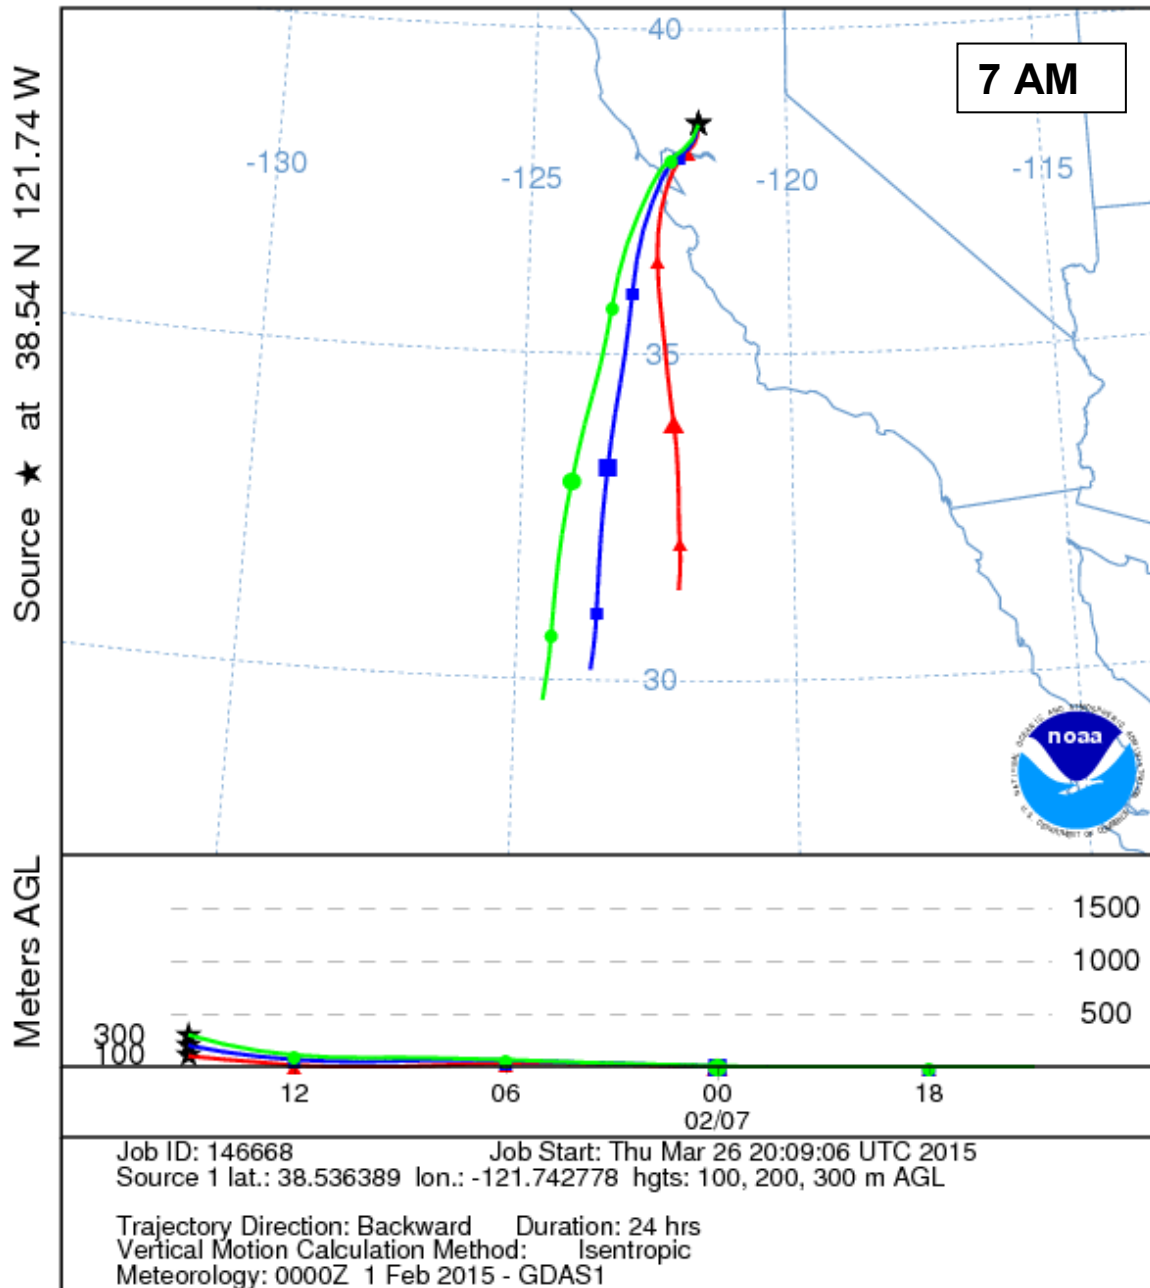 Source ★ at 38.54 N 121.74 W
40
7 AM
-130
-125
-120
-115
35
30
noaa
Meters AGL
1500
1000
500
300
100
12 06 00 18
02/07
Job ID: 146668 Job Start: Thu Mar 26 20:09:06 UTC 2015
Source 1 lat.: 38.536389 lon.: -121.742778 hgts: 100, 200, 300 m AGL
Trajectory Direction: Backward Duration: 24 hrs
Vertical Motion Calculation Method: Isentropic
Meteorology: 0000Z 1 Feb 2015 - GDAS1